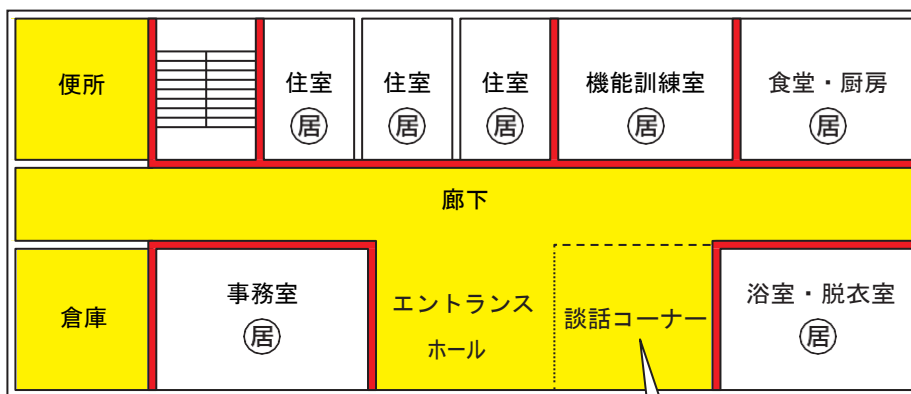 便所
住室
居
住室
居
住室
居
機能訓練室
居
食堂・厨房
居
廊下
倉庫
事務室
居
エントランス
ホール
談話コーナー
浴室・脱衣室
居